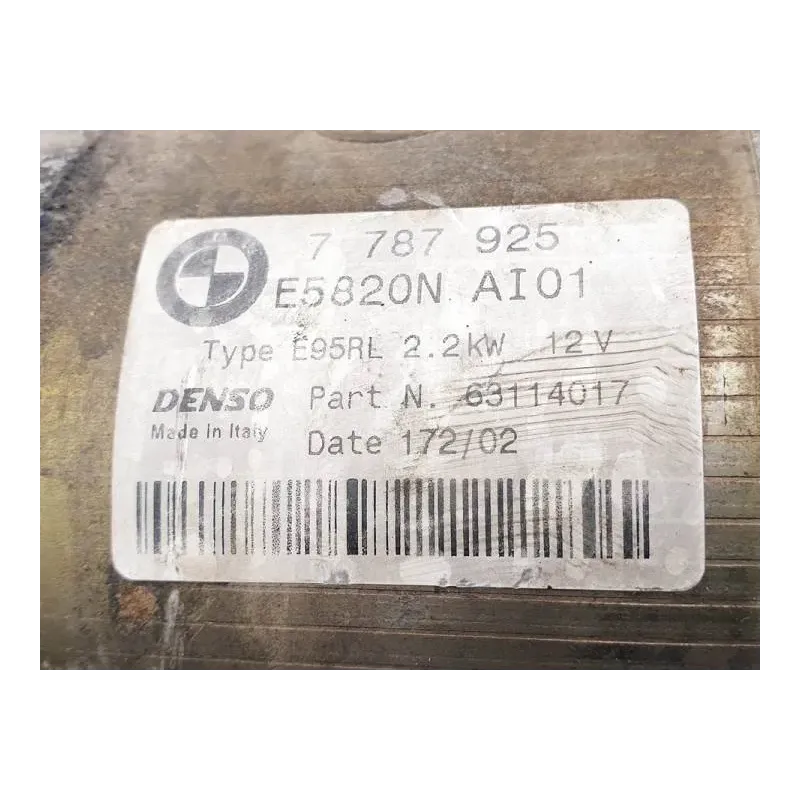 7 787 925
E5820N AI01
Type E95RL 2.2KW 12V
DENSO Part N. 63114017
Made in Italy Date 172/02